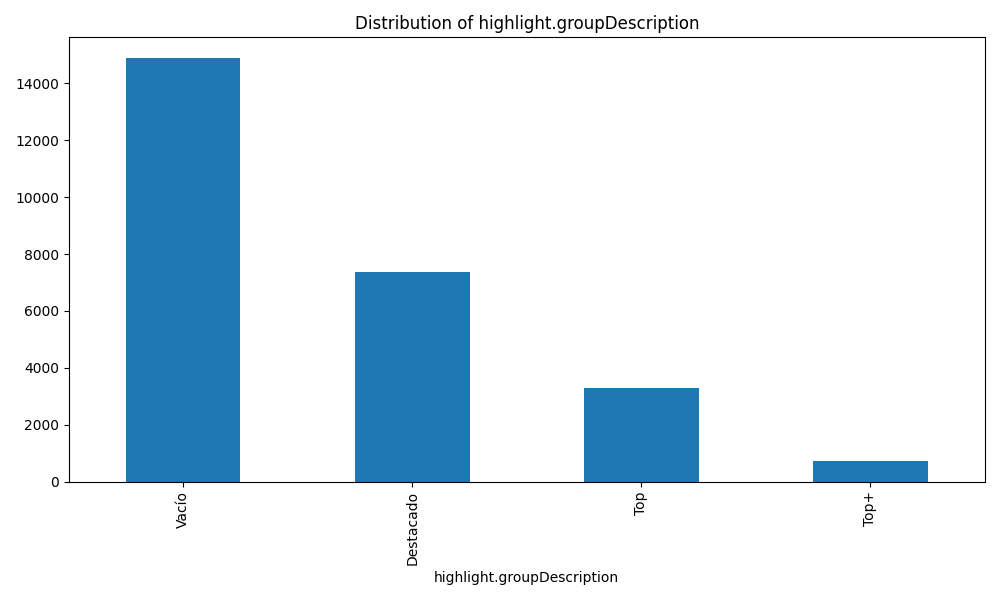 Distribution of highlight.groupDescription
14000
12000
10000
8000
6000
4000
2000
0
Vacío
Destacado
Top
Top+
highlight.groupDescription